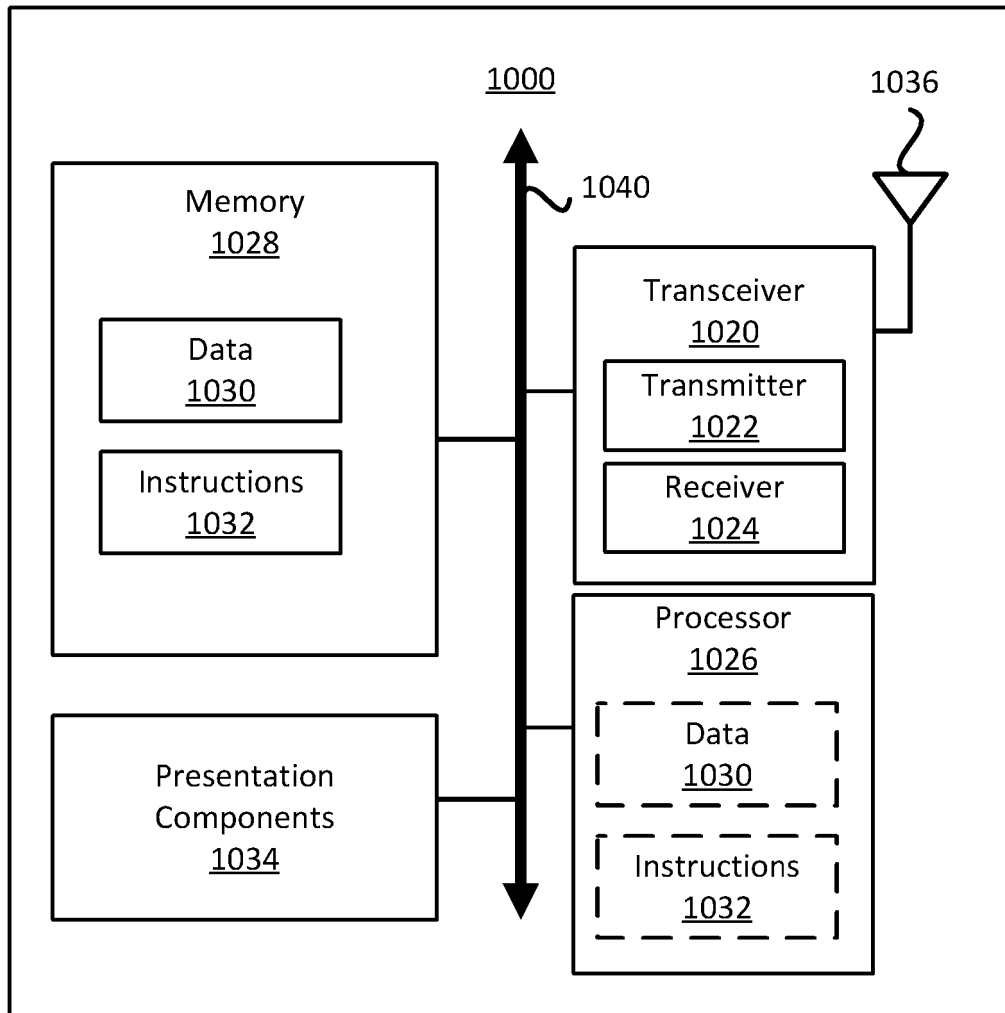 1000
1036
1040
Memory
1028
Data
1030
Instructions
1032
Transceiver
1020
Transmitter
1022
Receiver
1024
Presentation
Components
1034
Processor
1026
Data
1030
Instructions
1032